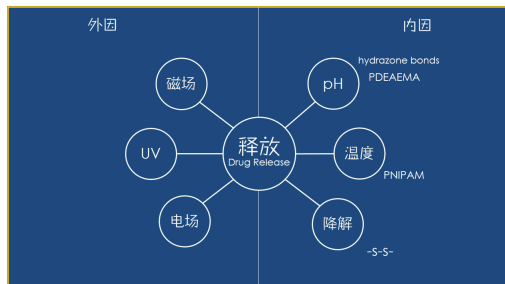 外因
内因
磁场
UV
电场
释放
Drug Release
pH
hydrazone bonds
PDEAEMA
温度
PNIPAM
降解
-S-S-